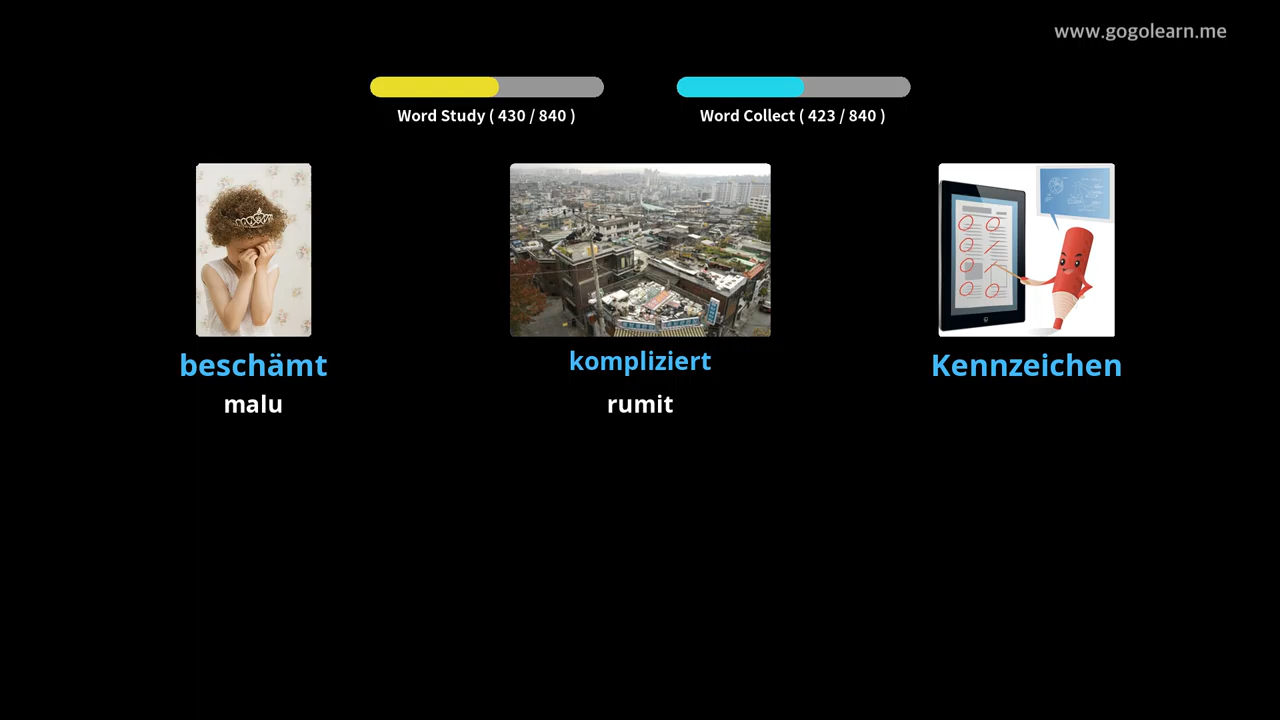 www.gogolearn.me
Word Study ( 430 / 840 )
Word Collect ( 423 / 840 )
beschämt
kompliziert
Kennzeichen
malu
rumit